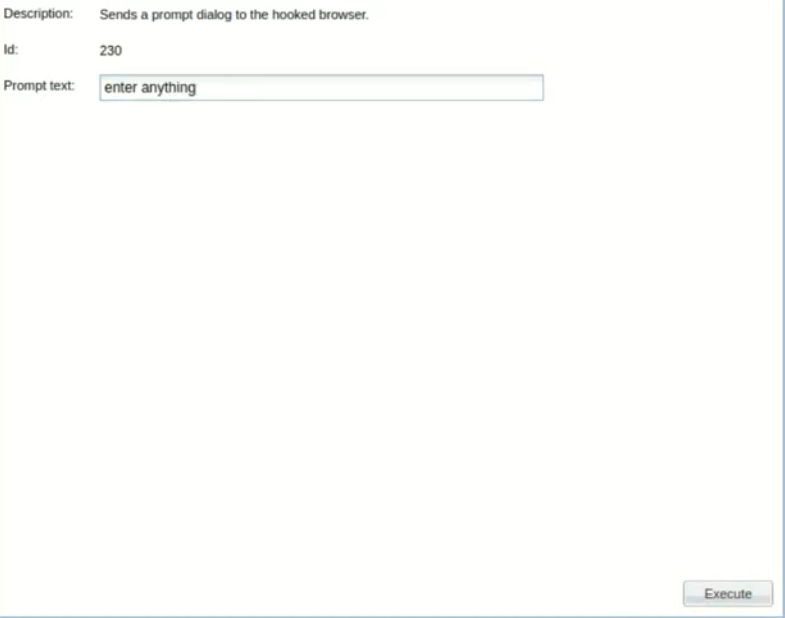 Description: Sends a prompt dialog to the hooked browser.
Id: 230
Prompt text: enter anything
Execute